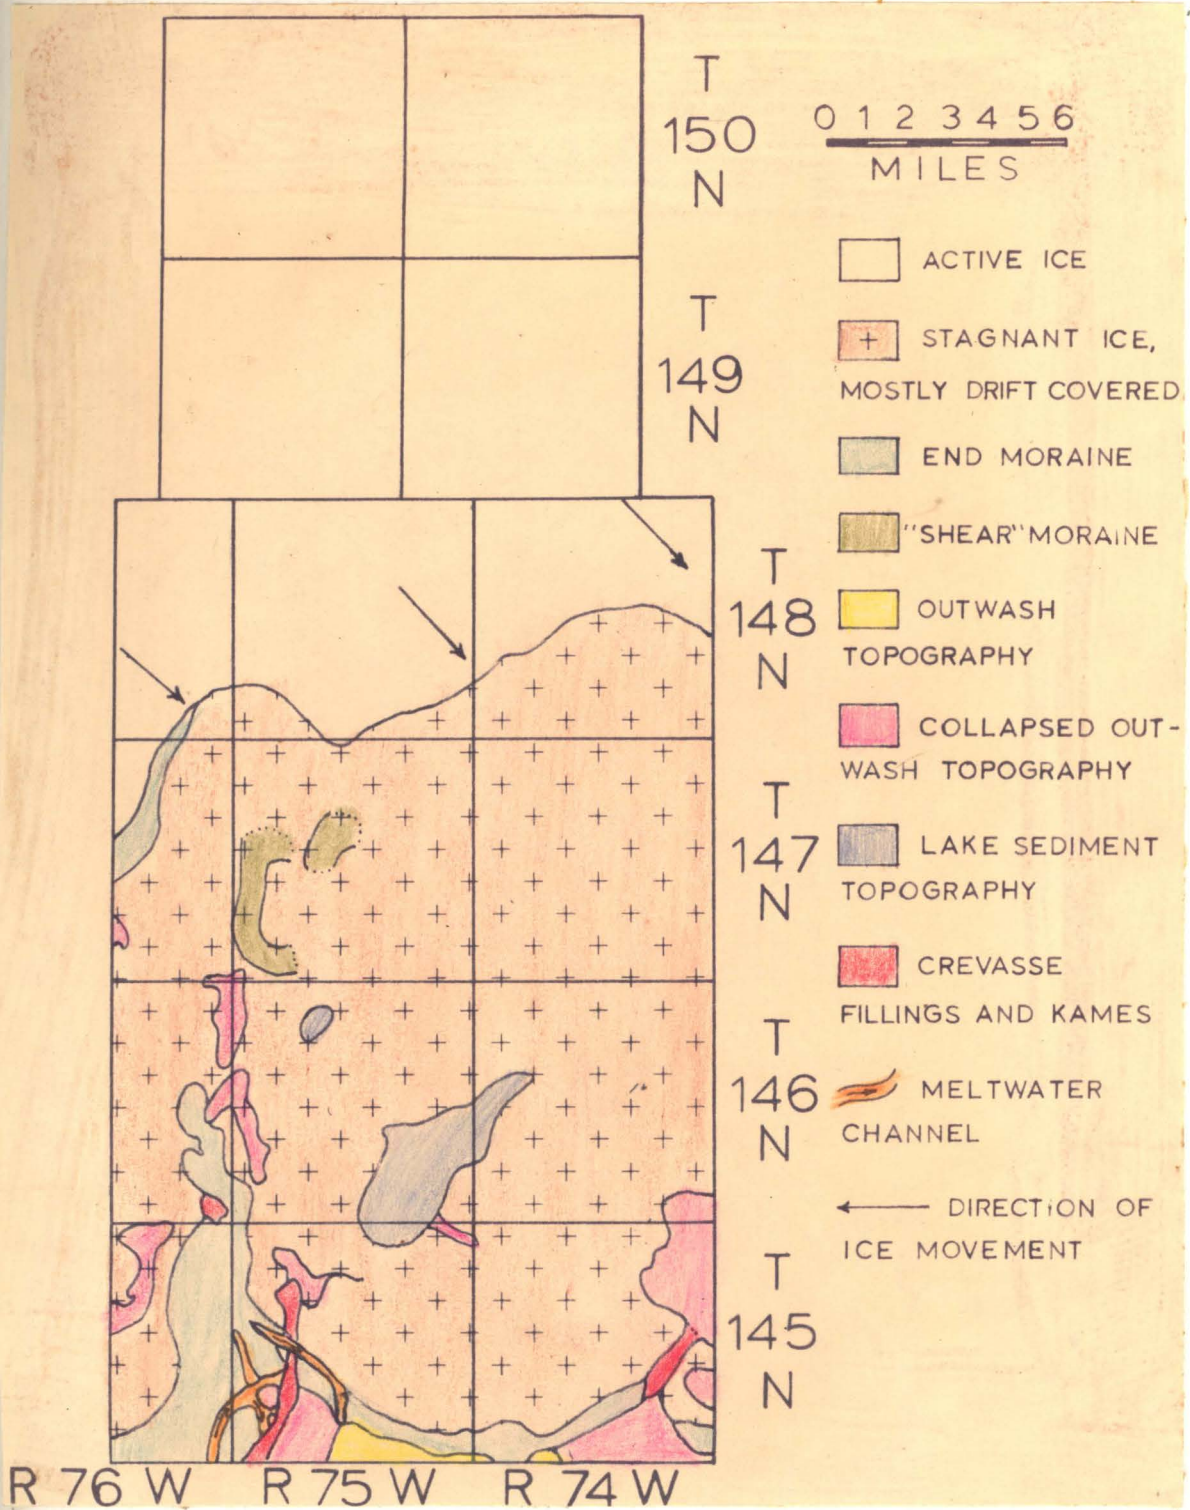 T
150
N
0 1 2 3 4 5 6
MILES
ACTIVE ICE
T
149
N
STAGNANT ICE,
MOSTLY DRIFT COVERED
END MORAINE
"SHEAR" MORAINE
T
148
N
OUTWASH
TOPOGRAPHY
COLLAPSED OUT-
WASH TOPOGRAPHY
T
147
N
LAKE SEDIMENT
TOPOGRAPHY
CREVASSE
FILLINGS AND KAMES
T
146
N
MELTWATER
CHANNEL
DIRECTION OF
ICE MOVEMENT
T
145
N
R 76 W R 75 W R 74 W